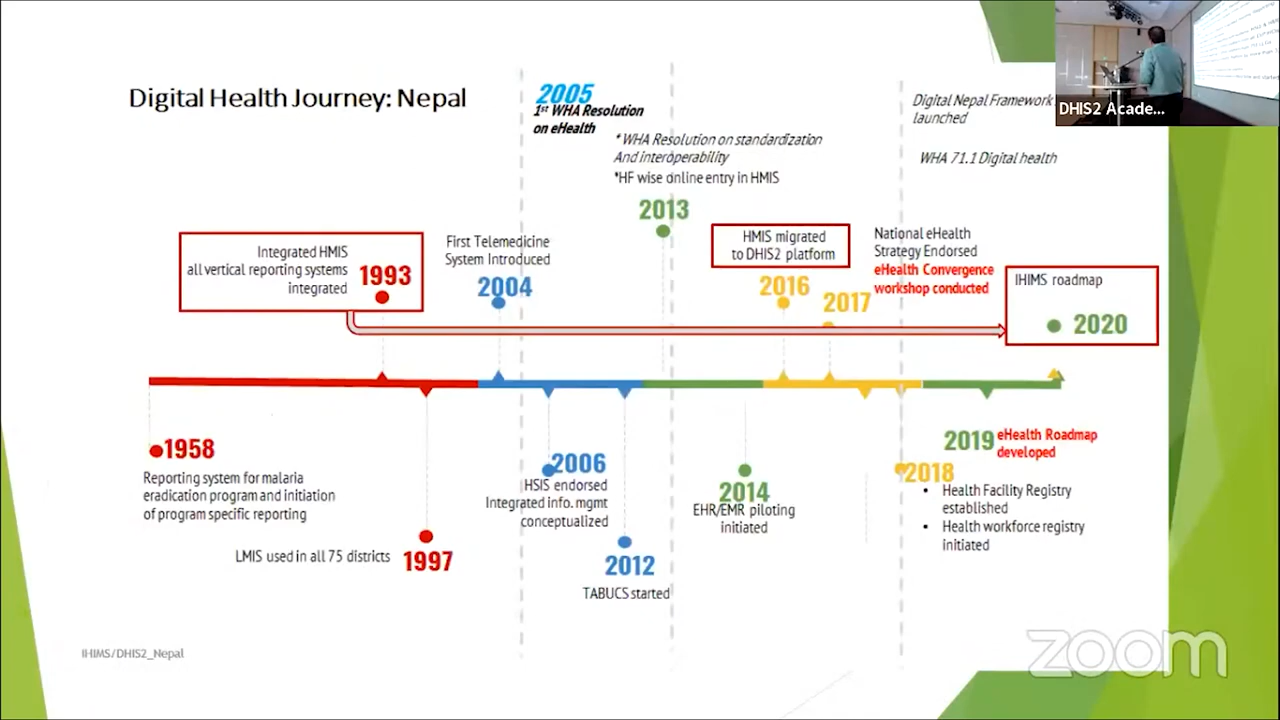 Digital Health Journey: Nepal
2005
1st WHA Resolution
on eHealth
* WHA Resolution on standardization
And interoperability
*HF wise online entry in HMIS
2013
Digital Nepal Framework
launched
WHA 71.1 Digital health
DHIS2 Acade...
Integrated HMIS
all vertical reporting systems
integrated
1993
First Telemedicine
System Introduced
2004
HMIS migrated
to DHIS2 platform
2016
2017
National eHealth
Strategy Endorsed
eHealth Convergence
workshop conducted
IHIMS roadmap
2020
1958
Reporting system for malaria
eradication program and initiation
of program specific reporting
LMIS used in all 75 districts
1997
2006
HSIS endorsed
Integrated info. mgmt
conceptualized
2012
TABUCS started
2014
EHR/EMR piloting
initiated
2019
eHealth Roadmap
developed
2018
• Health Facility Registry
established
• Health workforce registry
initiated
IHIMS/DHIS2_Nepal
zoom